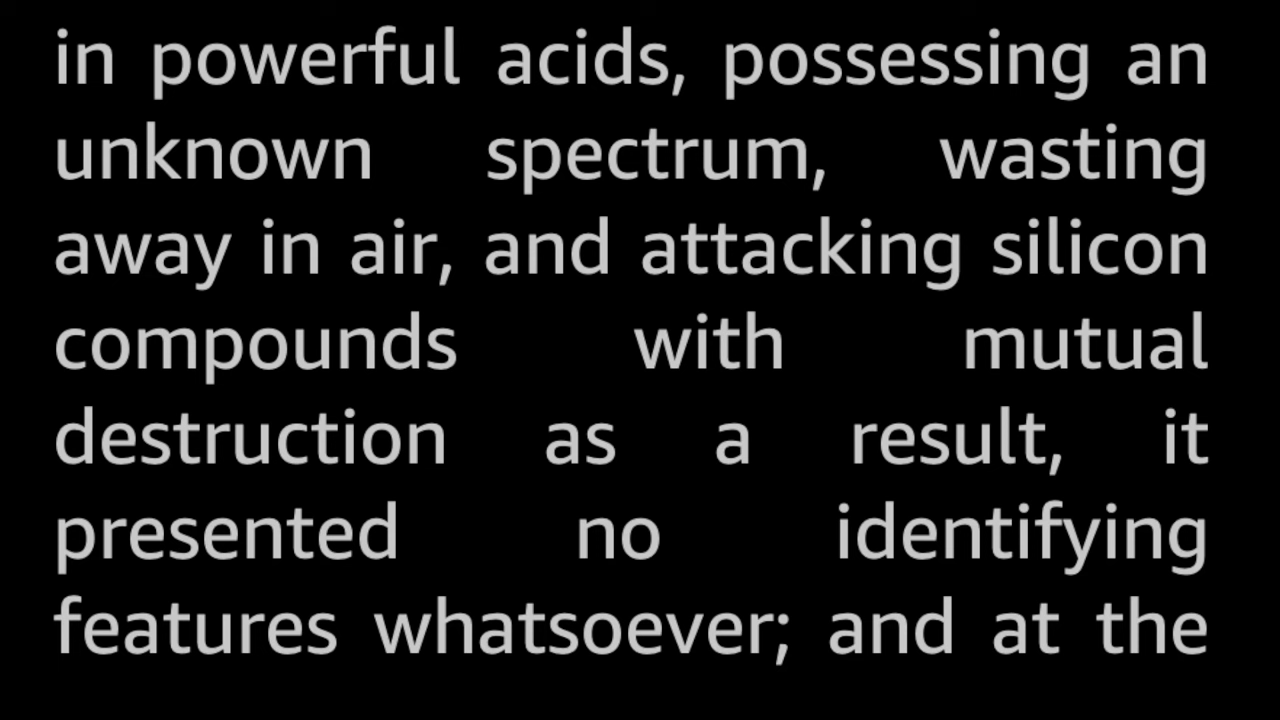 in powerful acids, possessing an
unknown spectrum, wasting
away in air, and attacking silicon
compounds with mutual
destruction as a result, it
presented no identifying
features whatsoever; and at the